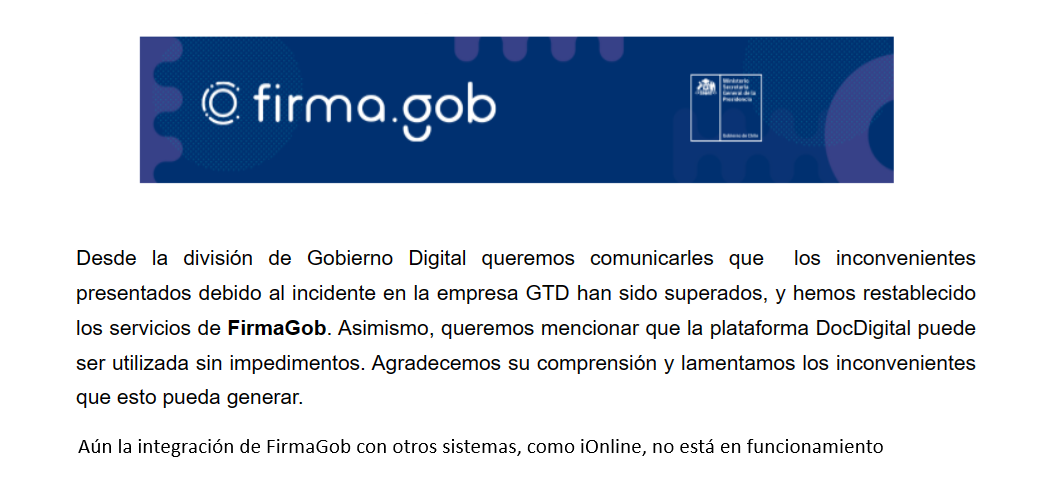 firma.gob
Ministerio
Secretaría
General de la
Presidencia
Gobierno de Chile
Desde la división de Gobierno Digital queremos comunicarles que los inconvenientes
presentados debido al incidente en la empresa GTD han sido superados, y hemos restablecido
los servicios de FirmaGob. Asimismo, queremos mencionar que la plataforma DocDigital puede
ser utilizada sin impedimentos. Agradecemos su comprensión y lamentamos los inconvenientes
que esto pueda generar.
Aún la integración de FirmaGob con otros sistemas, como iOnline, no está en funcionamiento